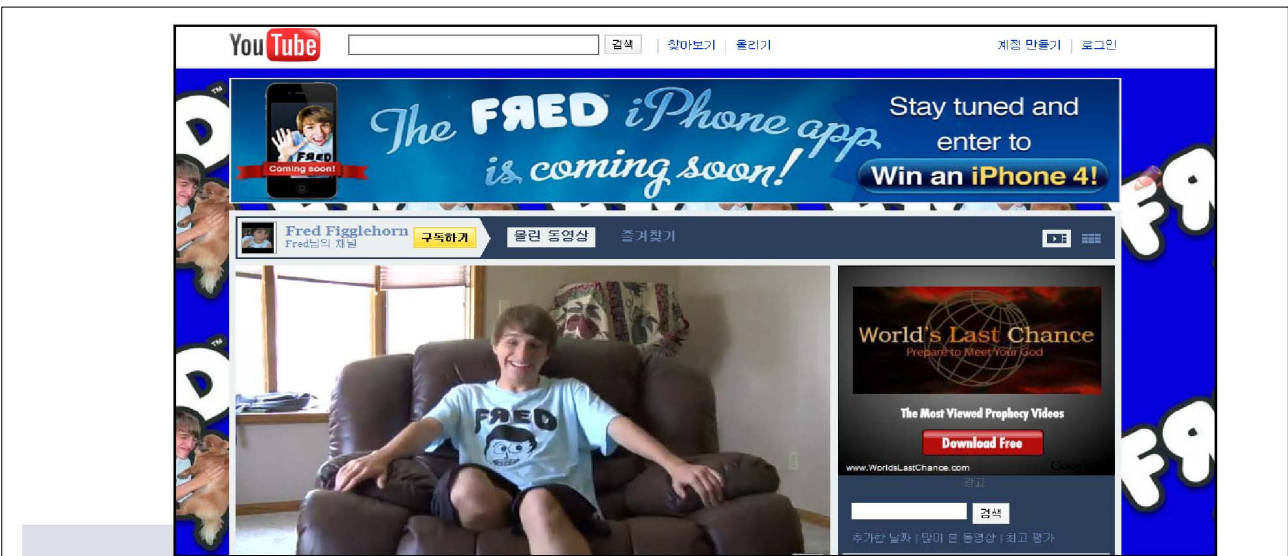 YouTube
검색 | 찾아보기 | 올리기
계정 만들기 | 로그인
The FRED™ iPhone app
is coming soon!
Stay tuned and
enter to
Win an iPhone 4!
FRED
Coming soon!
Fred Figglehorn
Fred님의 채널
구독하기
올린 동영상
즐겨찾기
FRED
World's Last Chance
Prepare to Meet Your God
The Most Viewed Prophecy Videos
Download Free
www.WorldsLastChance.com
광고
검색
추가한 날짜 | 많이 본 동영상 | 최고 평가